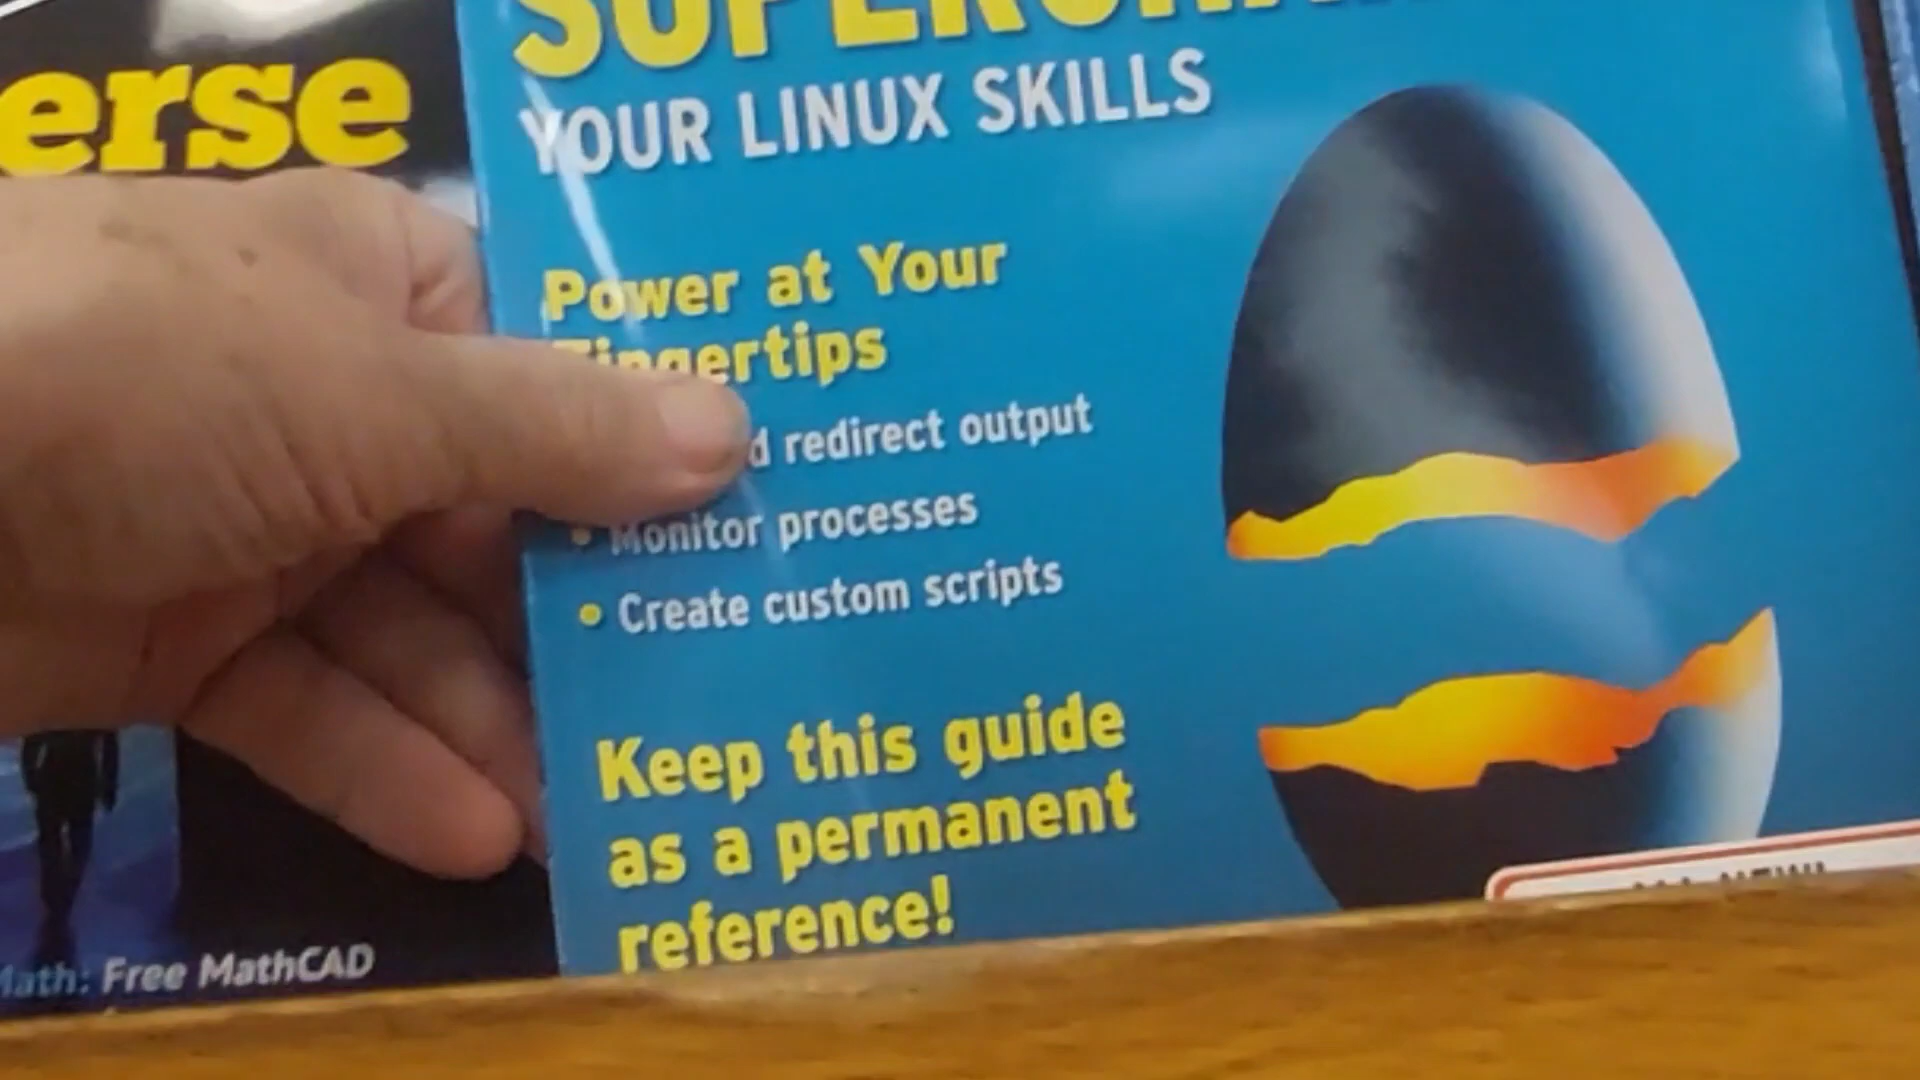 erse
YOUR LINUX SKILLS
Power at Your
Fingertips
redirect output
• Monitor processes
• Create custom scripts
Keep this guide
as a permanent
reference!
Math: Free MathCAD